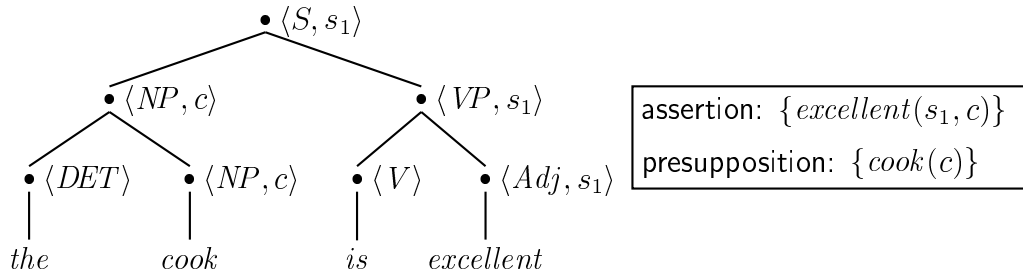 ⟨S, s₁⟩
⟨NP, c⟩ ⟨VP, s₁⟩
assertion: {excellent(s₁, c)}
presupposition: {cook(c)}
⟨DET⟩ ⟨NP, c⟩ ⟨V⟩ ⟨Adj, s₁⟩
the cook is excellent